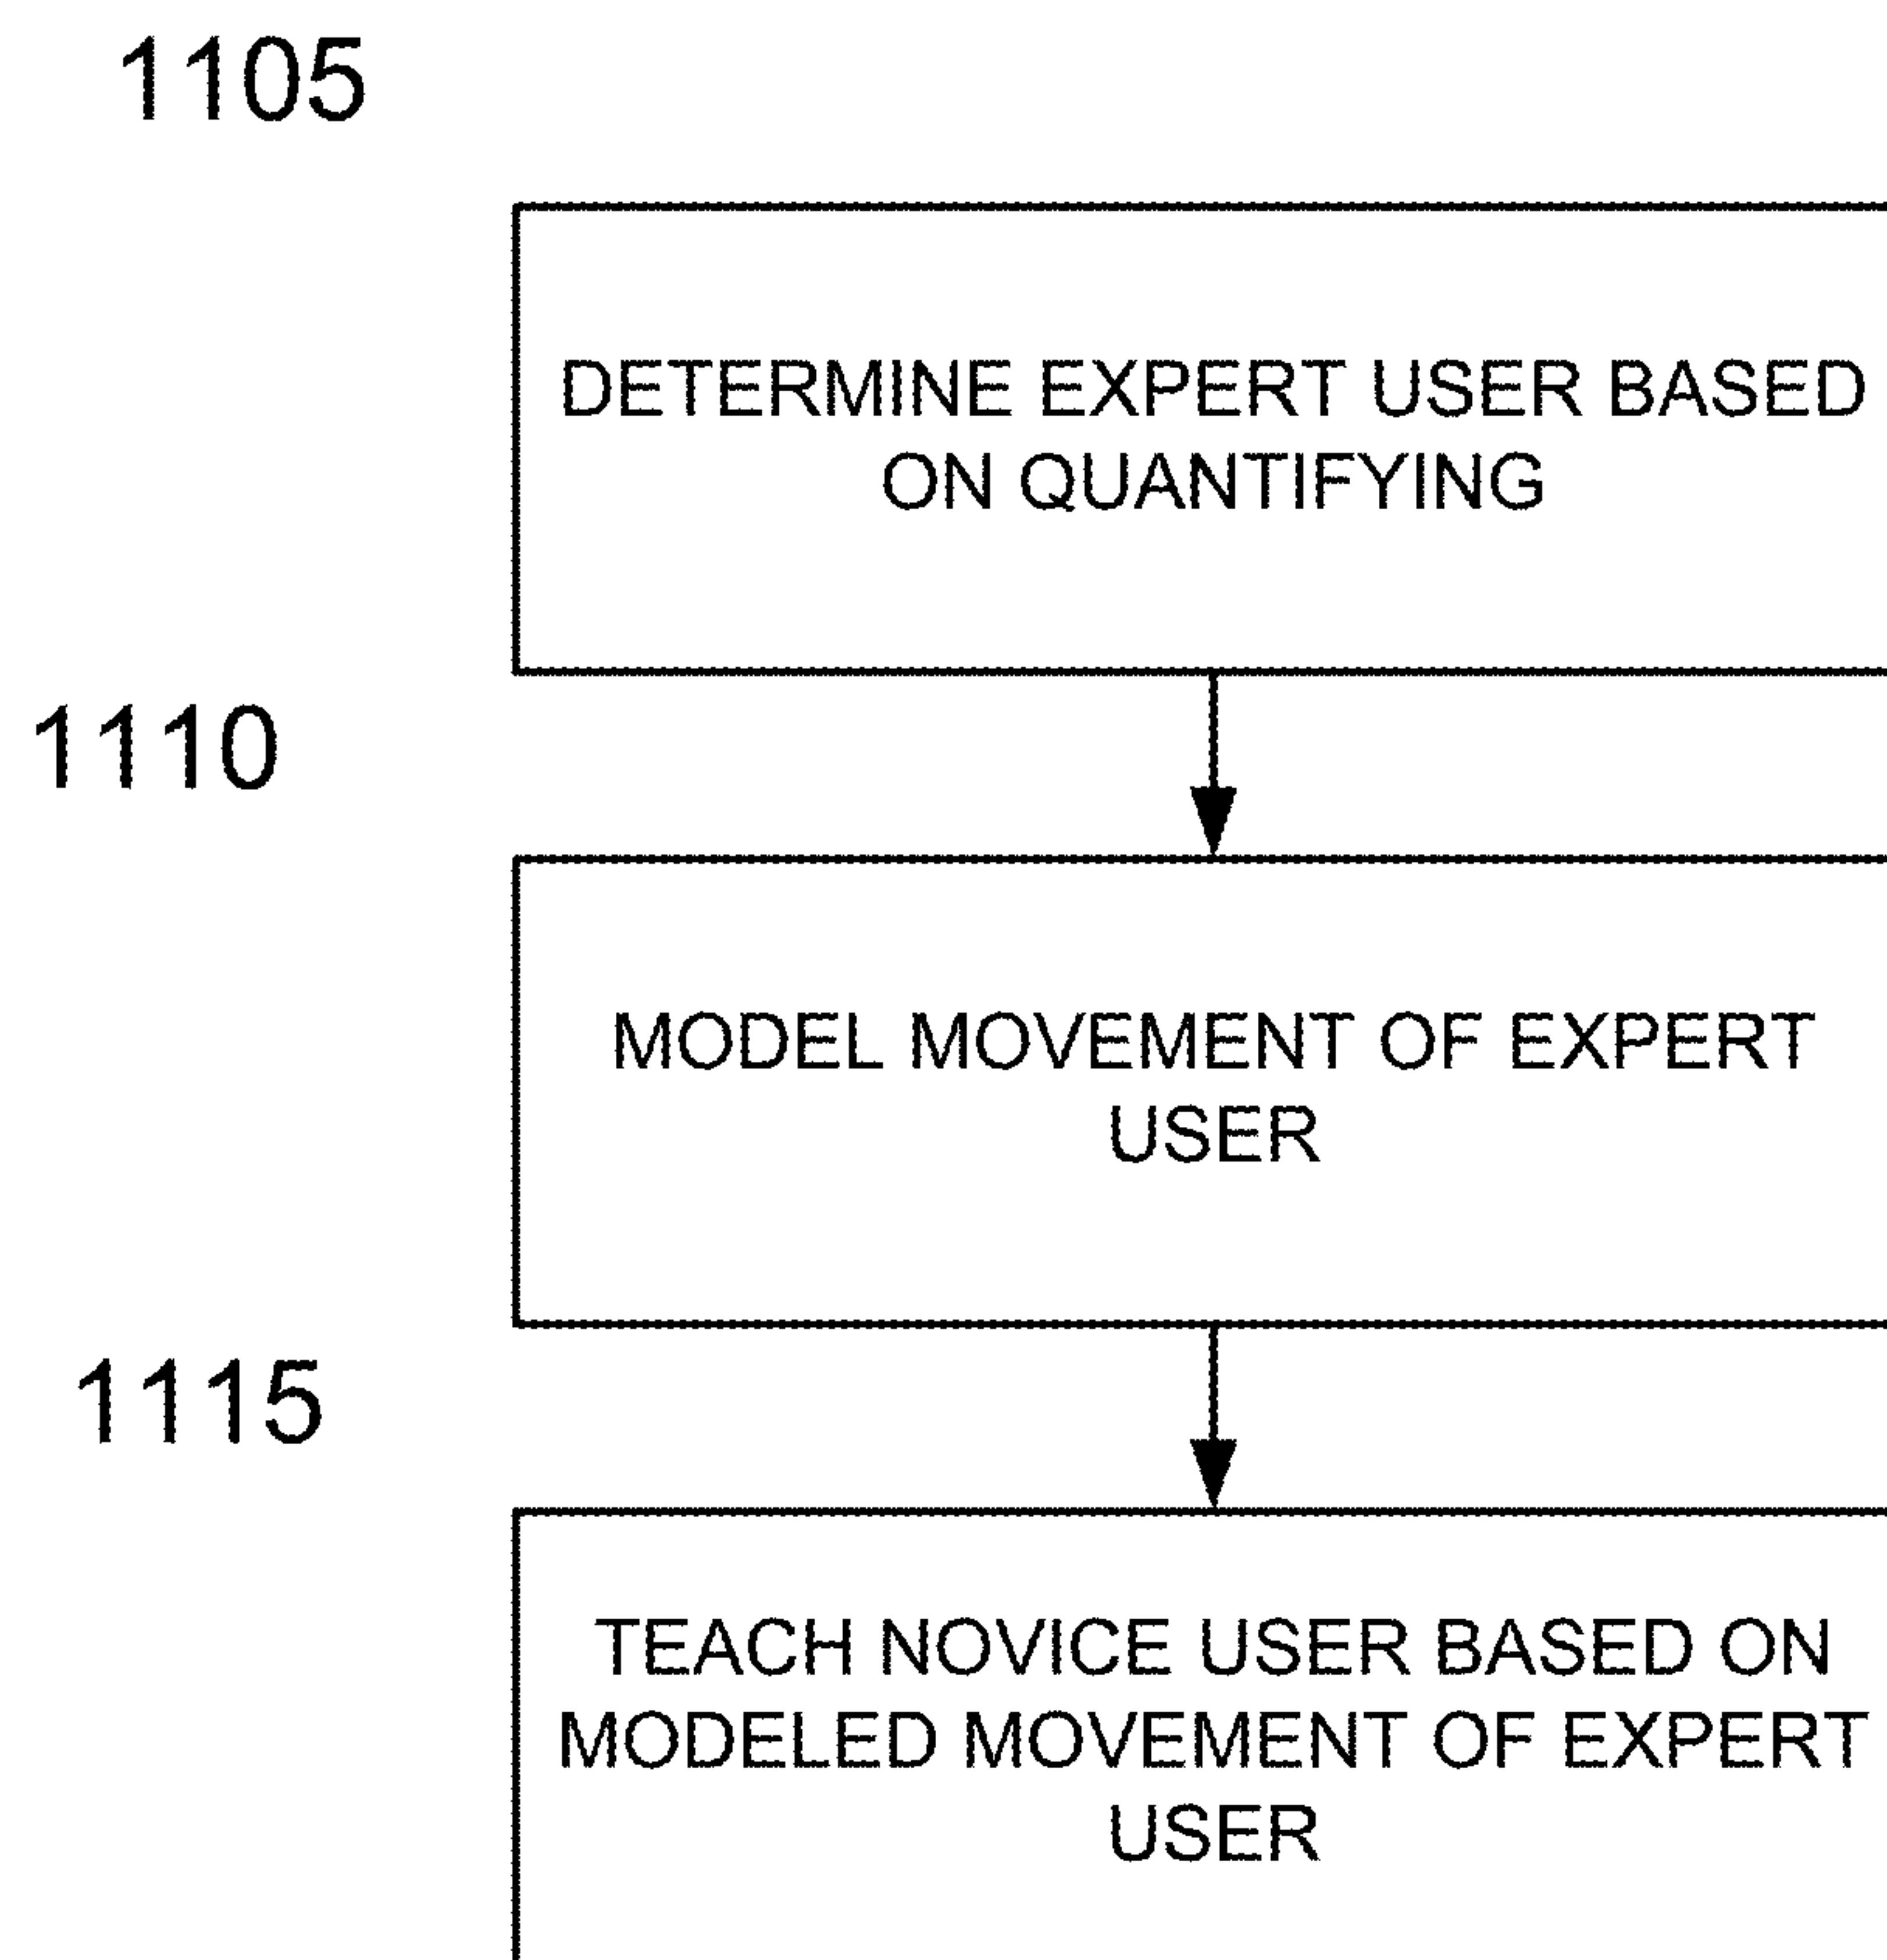 1105
DETERMINE EXPERT USER BASED
ON QUANTIFYING
1110
MODEL MOVEMENT OF EXPERT
USER
1115
TEACH NOVICE USER BASED ON
MODELED MOVEMENT OF EXPERT
USER